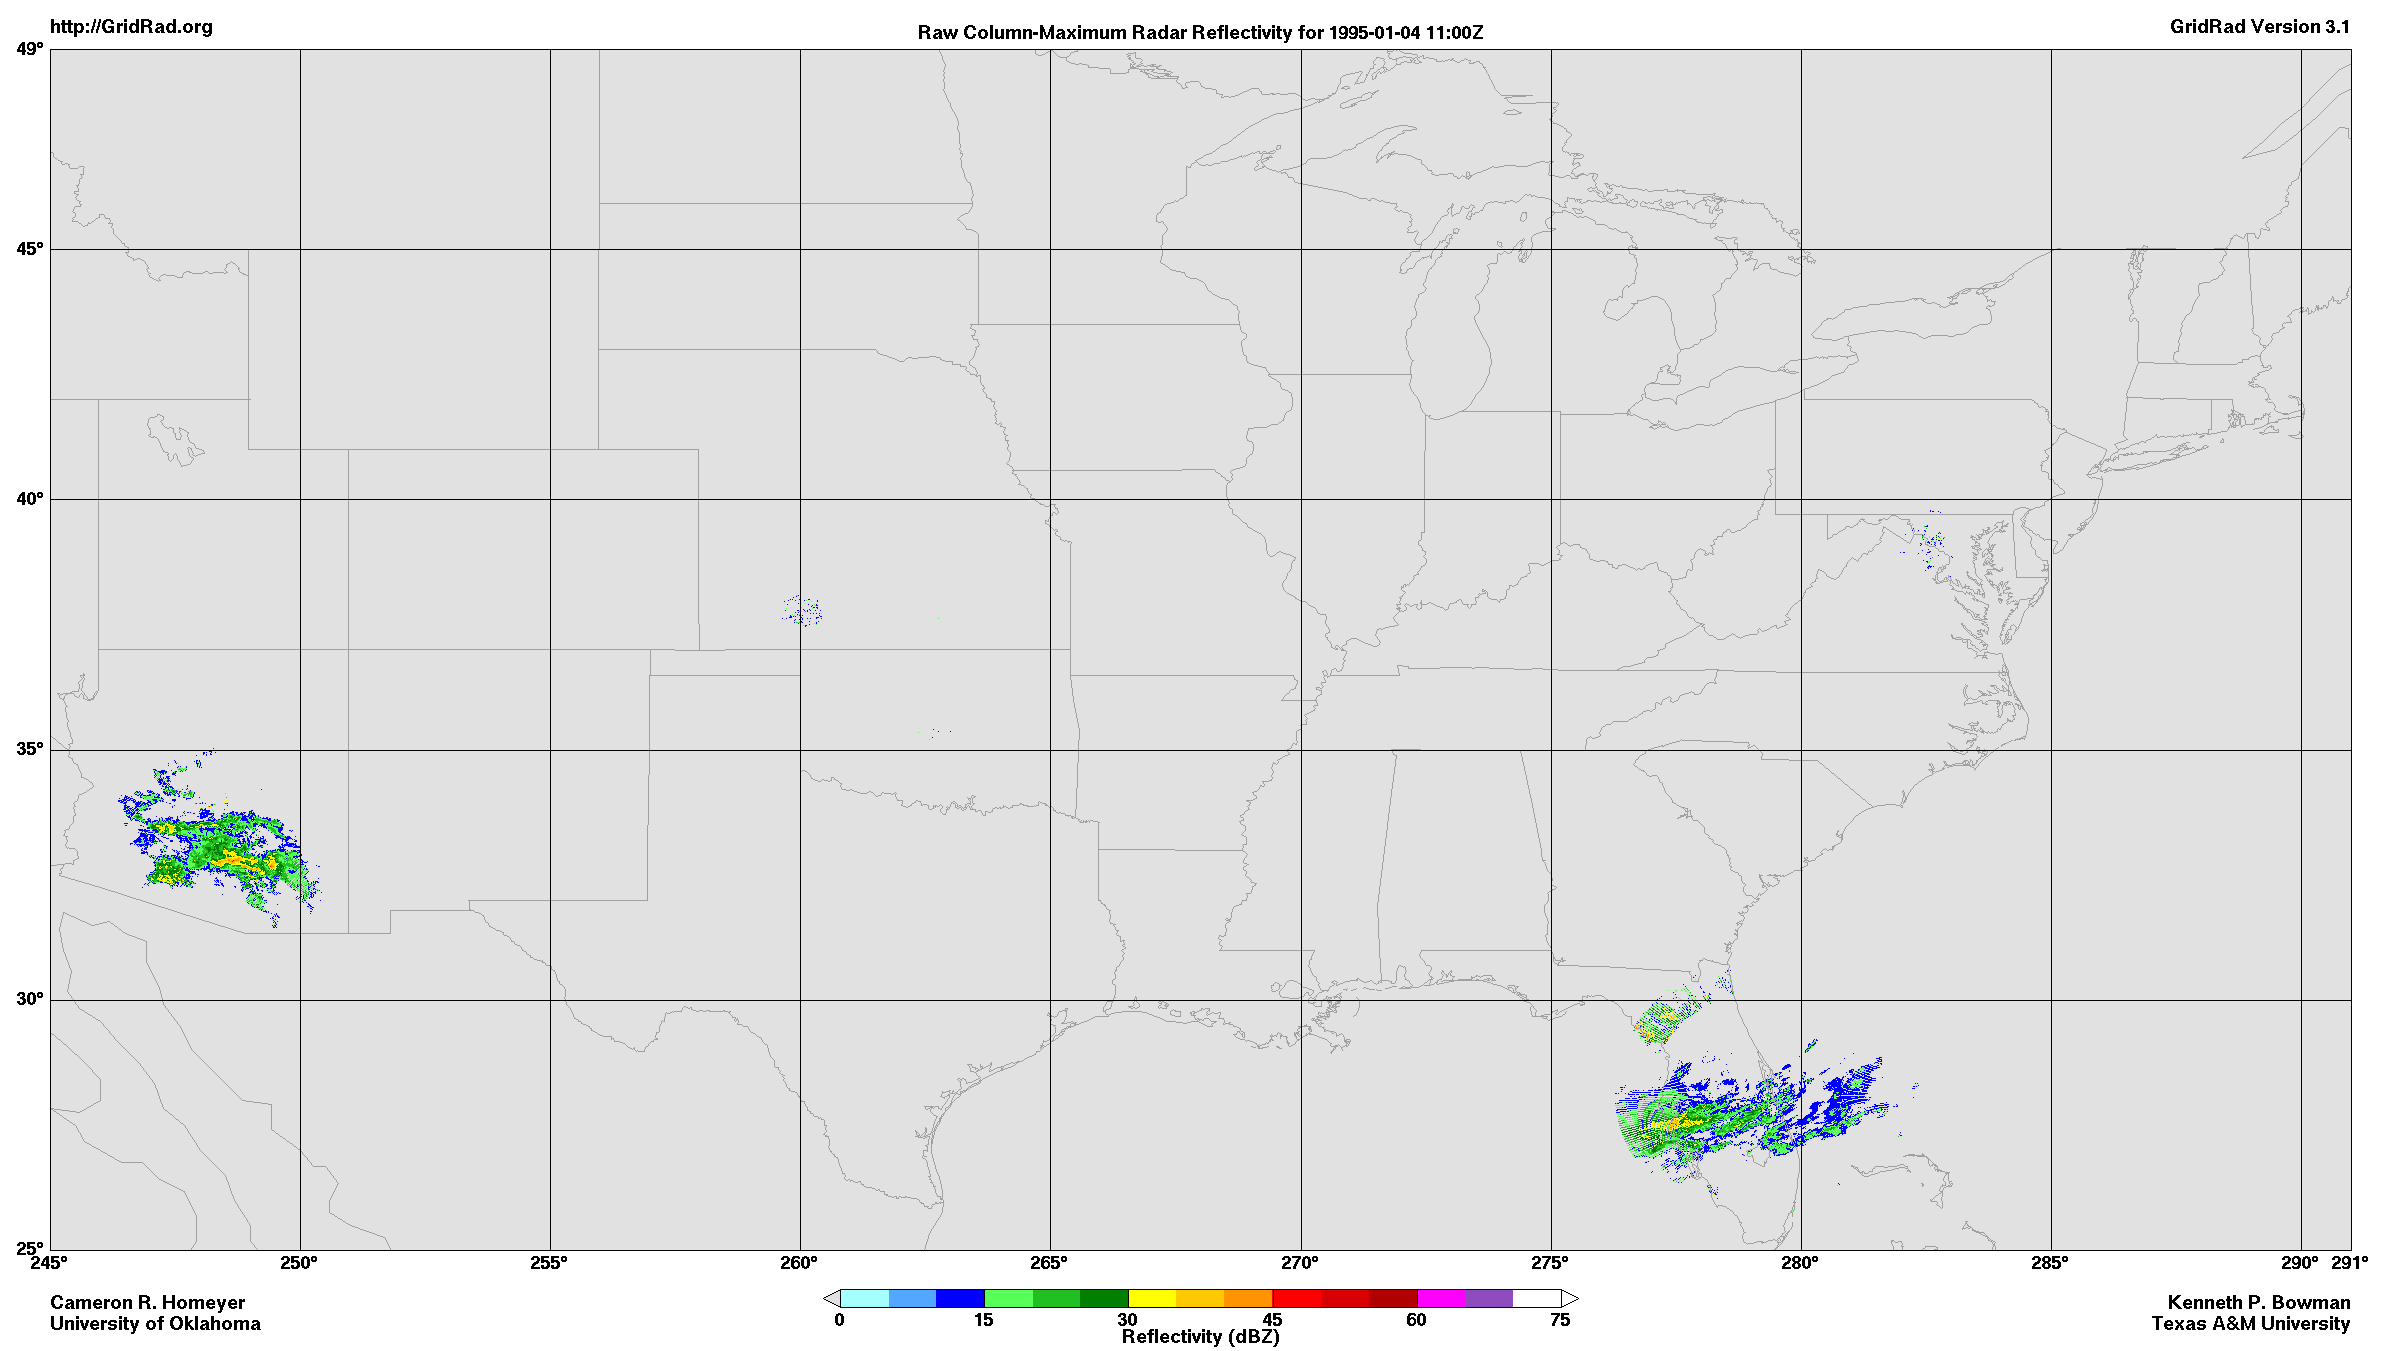 http://GridRad.org
Raw Column-Maximum Radar Reflectivity for 1995-01-04 11:00Z
GridRad Version 3.1
49°
45°
40°
35°
30°
25°
245° 250° 255° 260° 265° 270° 275° 280° 285° 290° 291°
0 15 30 45 60 75
Reflectivity (dBZ)
Cameron R. Homeyer
University of Oklahoma
Kenneth P. Bowman
Texas A&M University